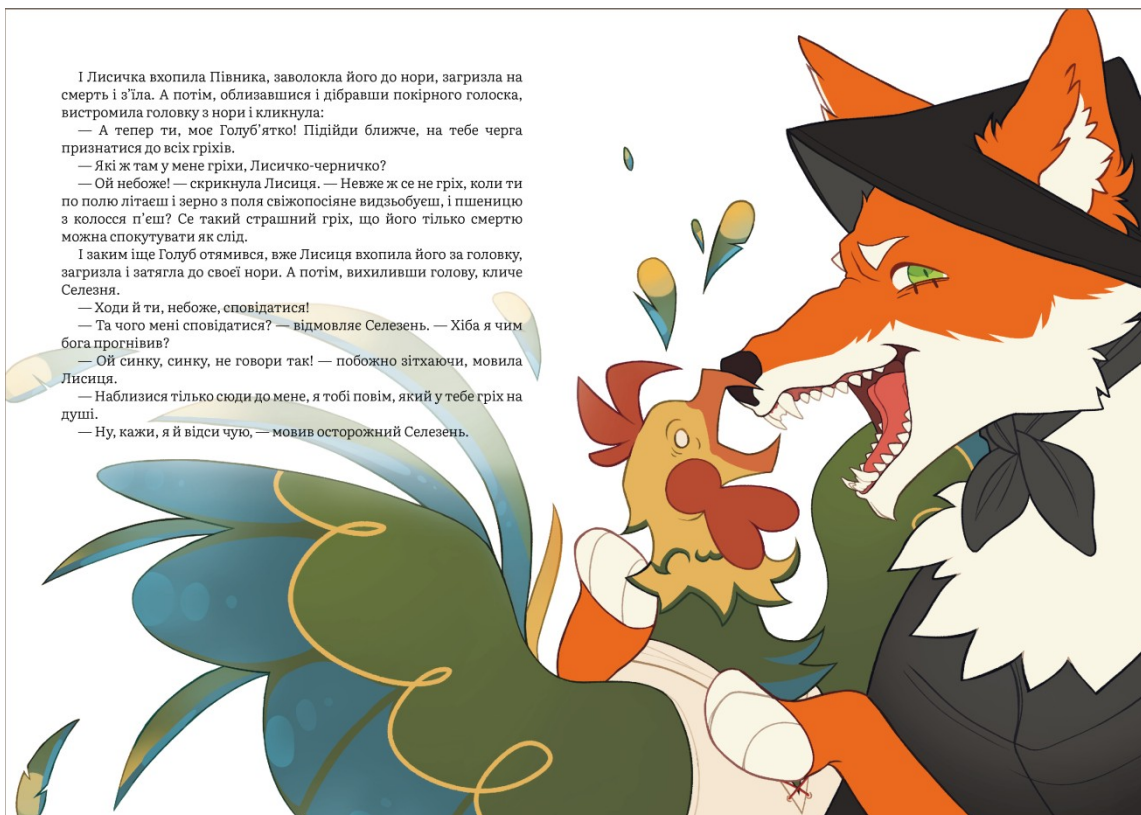 І Лисичка вхопила Півника, заволокла його до нори, загризла на
смерть і з’їла. А потім, облизавшися і дібравши покірного голоска,
вистромила головку з нори і кликнула:
— А тепер ти, моє Голуб’ятко! Підійди ближче, на тебе черга
признатися до всіх гріхів.
— Які ж там у мене гріхи, Лисичко-черничко?
— Ой небоже! — скрикнула Лисиця. — Невже ж се не гріх, коли ти
по полю літаєш і зерно з поля свіжопосіяне видзьобуєш, і пшеницю
з колосся п’єш? Се такий страшний гріх, що його тільки смертю
можна спокутувати як слід.
І заким іще Голуб отямився, вже Лисиця вхопила його за головку,
загризла і затягла до своєї нори. А потім, вихиливши голову, кличе
Селезня.
— Ходи й ти, небоже, сповідатися!
— Та чого мені сповідатися? — відмовляє Селезень. — Хіба я чим
бога прогнівив?
— Ой синку, синку, не говори так! — побожно зітхаючи, мовила
Лисиця.
— Наблизися тільки сюди до мене, я тобі повім, який у тебе гріх на
душі.
— Ну, кажи, я й відси чую, — мовив осторожний Селезень.